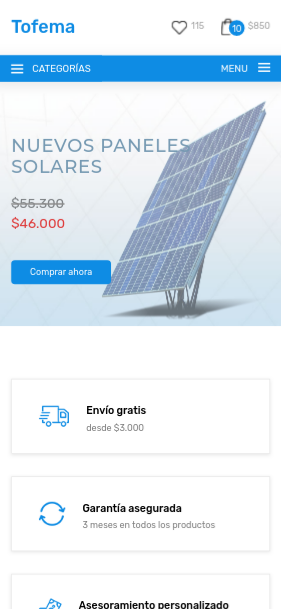 Tofema
115
10
$850
CATEGORÍAS
MENU
NUEVOS PANELES
SOLARES
$55.300
$46.000
Comprar ahora
Envío gratis
desde $3.000
Garantía asegurada
3 meses en todos los productos
Asesoramiento personalizado